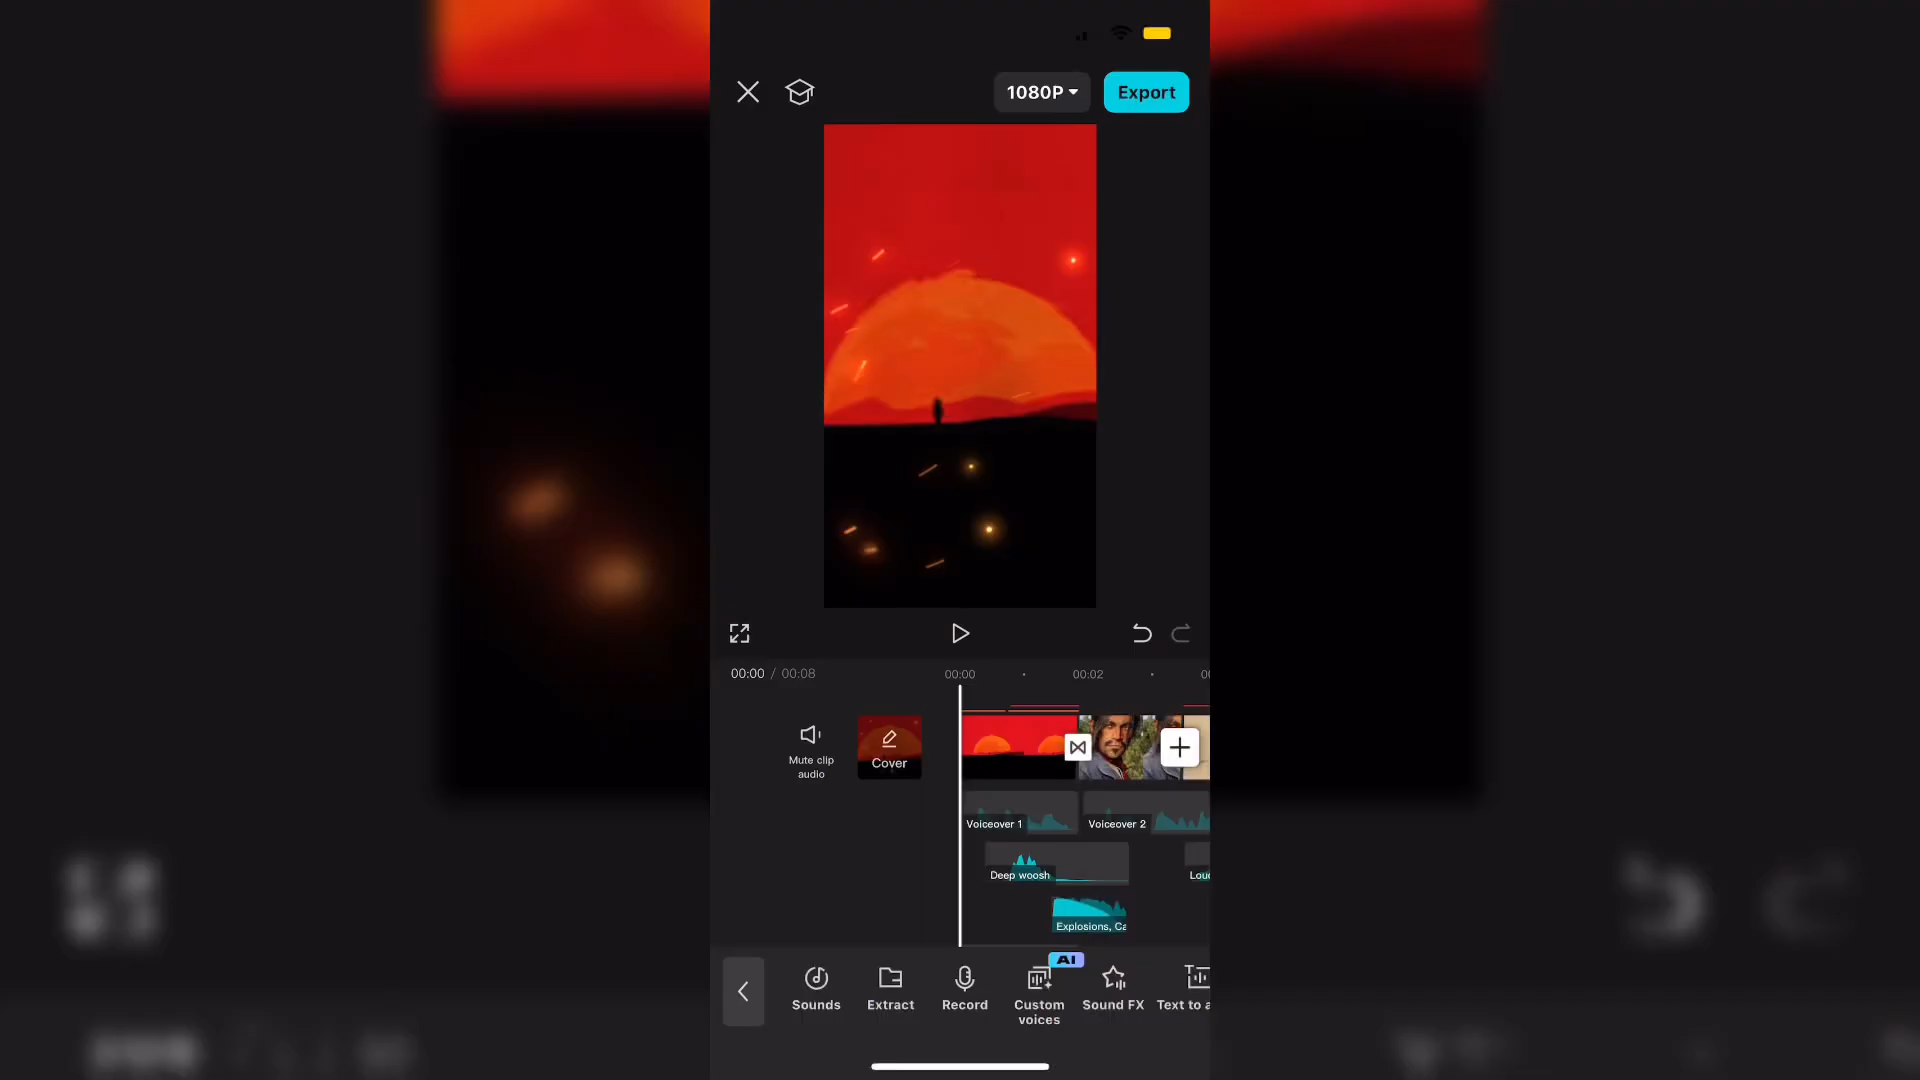 1080P
Export
00:00 / 00:08
00:00
00:02
Mute clip
audio
Cover
Voiceover 1
Voiceover 2
Deep woosh
Lou
Explosions, Ca
AI
Sounds
Extract
Record
Custom
voices
Sound FX
Text to a